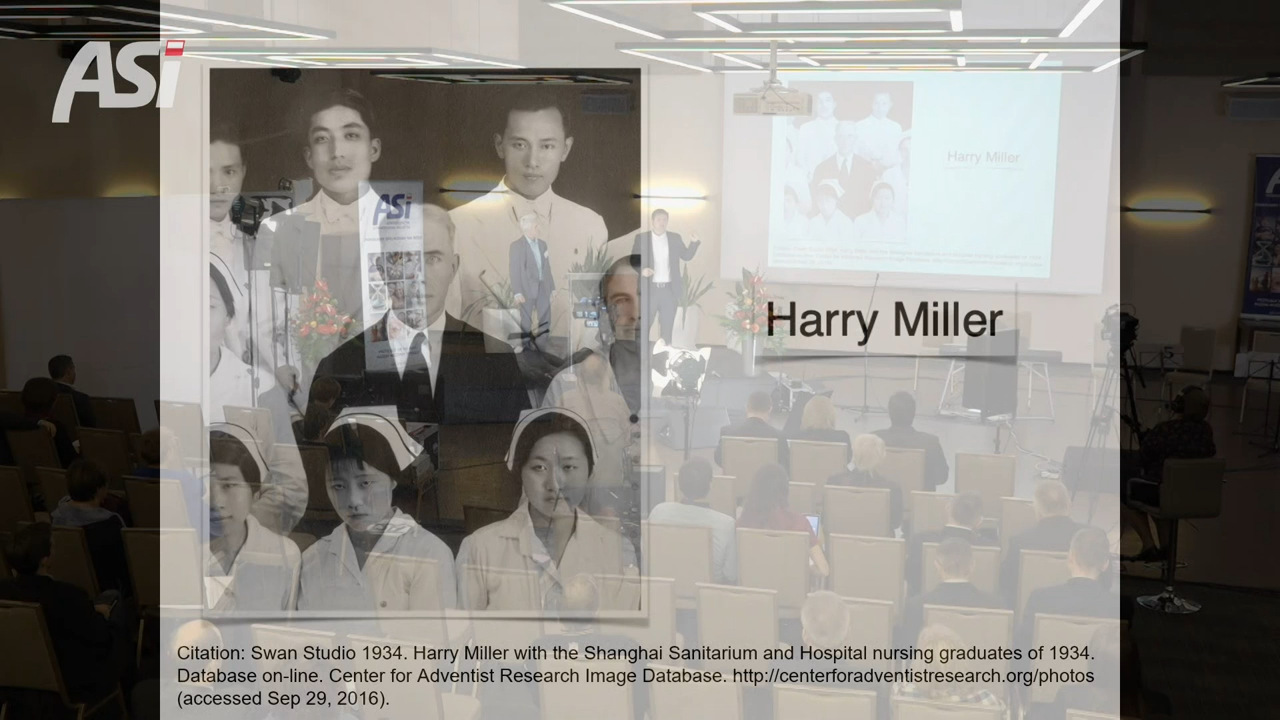 ASi
ASi
Harry Miller
Harry Miller
Citation: Swan Studio 1934. Harry Miller with the Shanghai Sanitarium and Hospital nursing graduates of 1934.
Database on-line. Center for Adventist Research Image Database. http://centerforadventistresearch.org/photos
(accessed Sep 29, 2016).